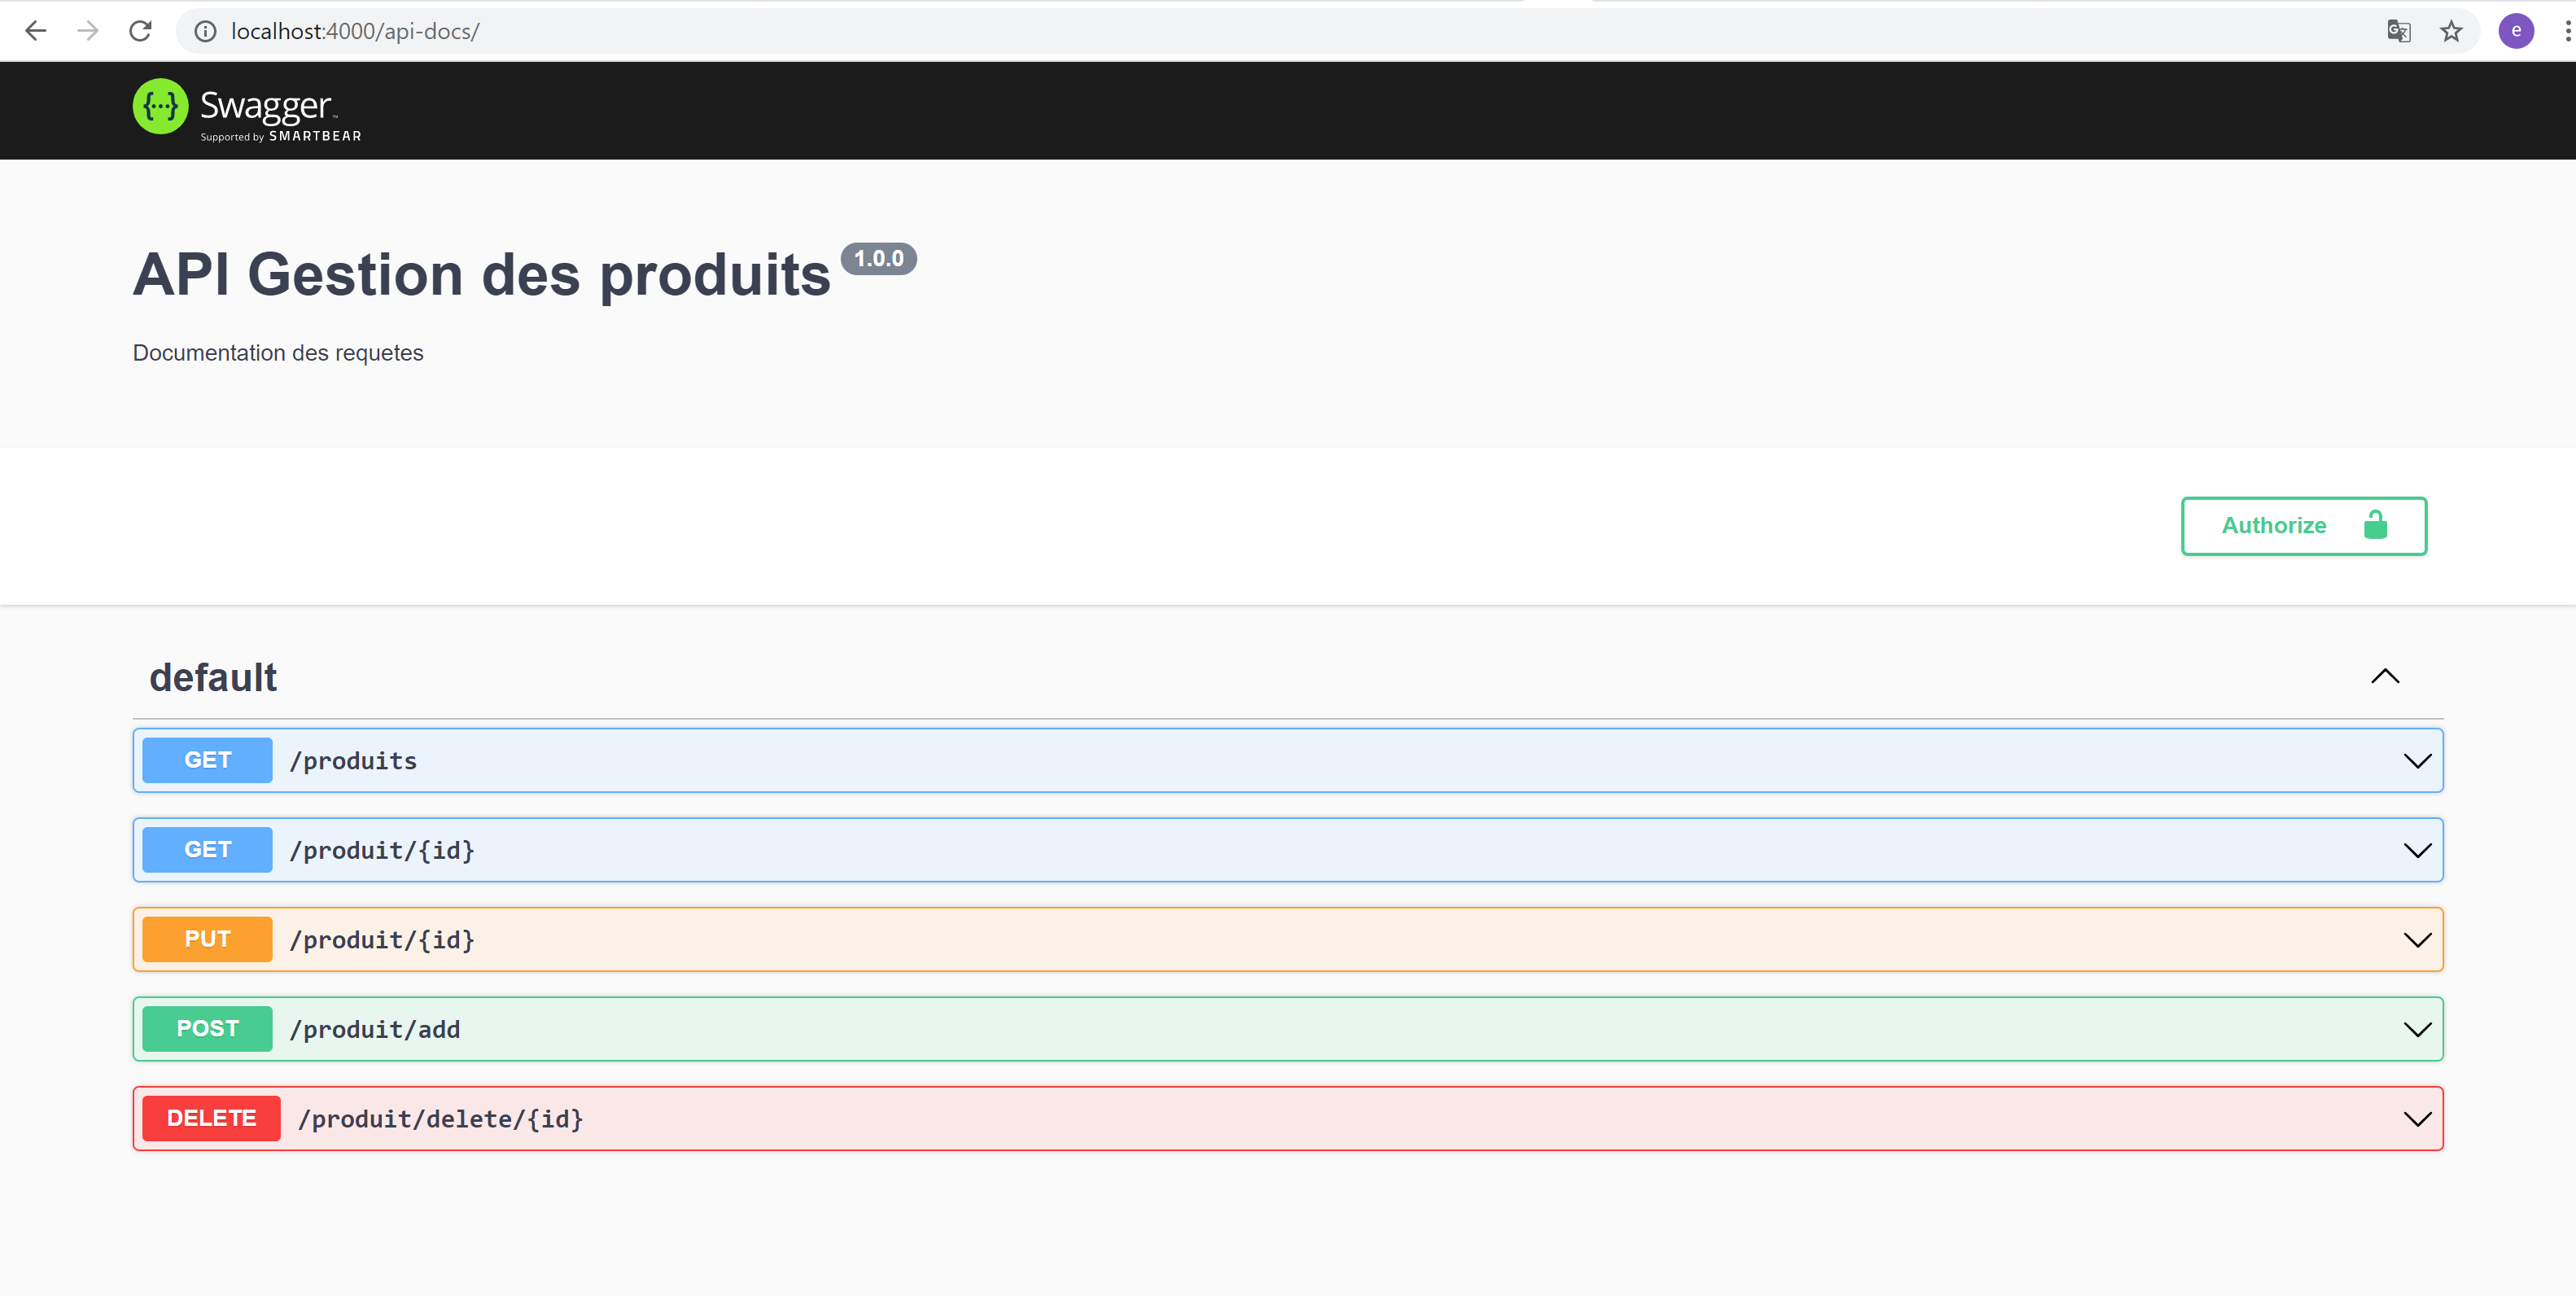 localhost:4000/api-docs/
e
{···} Swagger™
Supported by SMARTBEAR
API Gestion des produits 1.0.0
Documentation des requetes
Authorize
default
GET /produits
GET /produit/{id}
PUT /produit/{id}
POST /produit/add
DELETE /produit/delete/{id}